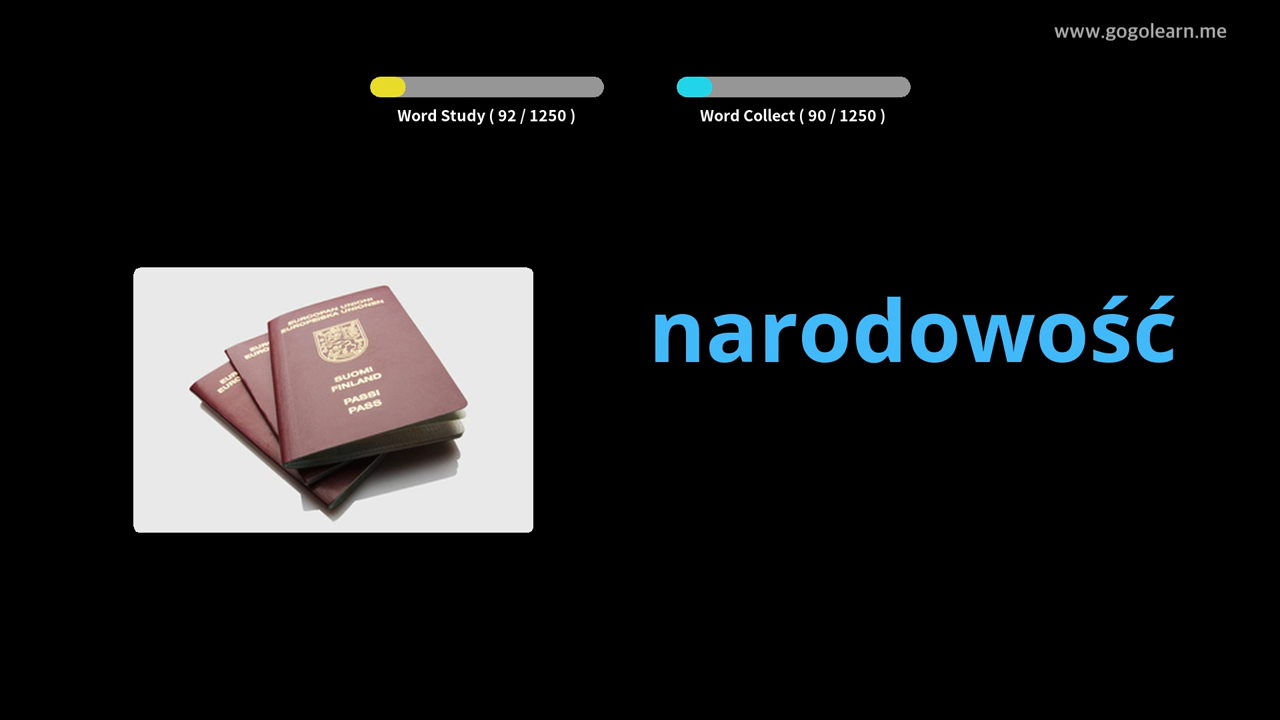 www.gogolearn.me
Word Study ( 92 / 1250 )
Word Collect ( 90 / 1250 )
narodowość
EUROOPAN UNIONI
EUROPEISKA UNIONEN
SUOMI
FINLAND
PASSI
PASS